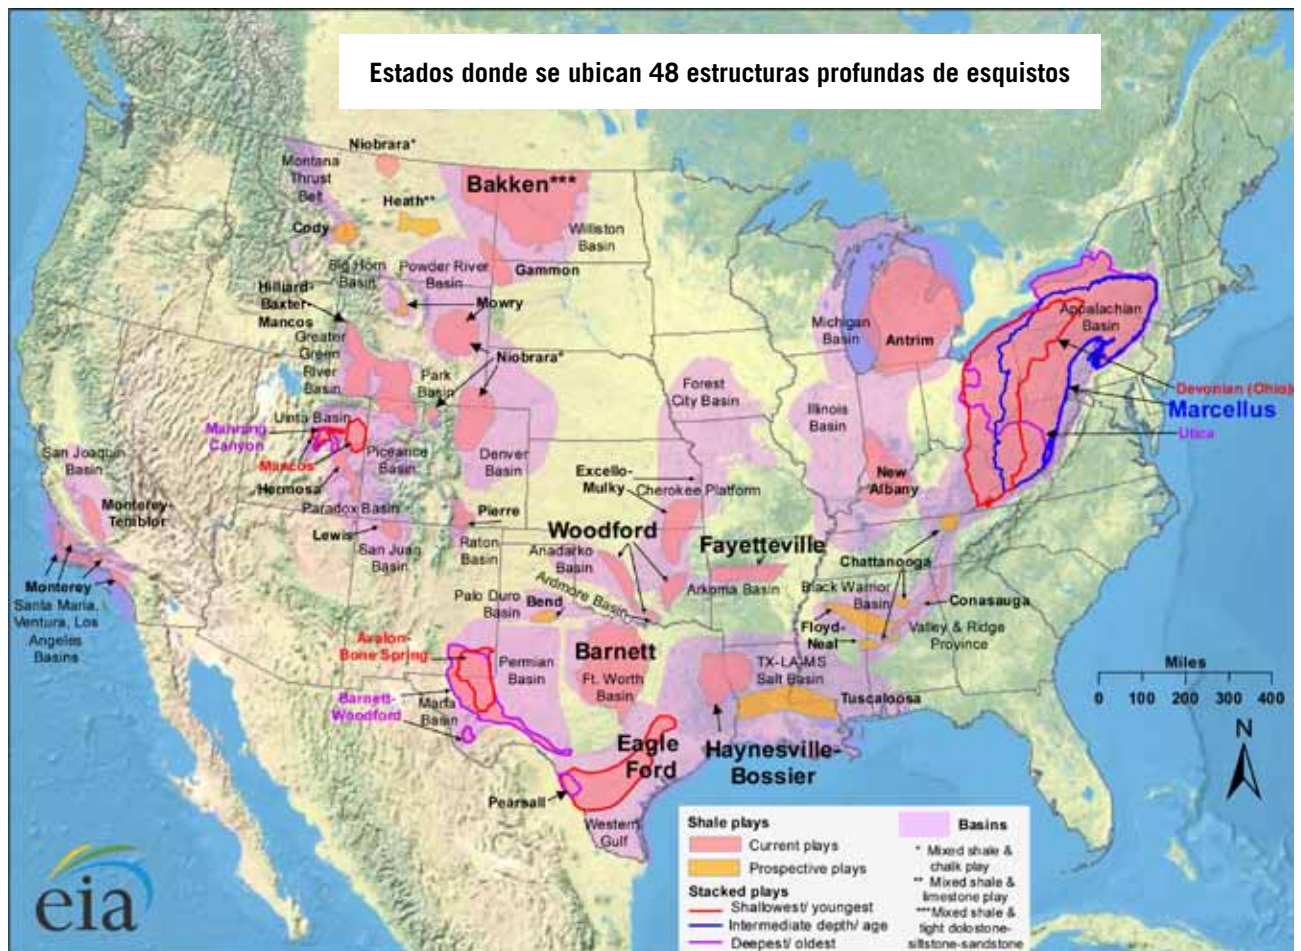 Estados donde se ubican 48 estructuras profundas de esquistos
Niobrara*
Montana
Thrust
Belt
Bakken***
Heath**
Cody
Williston
Basin
Big Horn
Basin
Powder River
Basin
Gammon
Hilliard-
Baxter-
Mancos
Mowry
Greater
Green
River
Basin
Niobrara*
Park
Basin
Michigan
Basin
Antrim
Appalachian
Basin
Devonian (Ohio)
Marcellus
Utica
Forest
City Basin
Illinois
Basin
Uinta Basin
Manning
Canyon
Mancos
Piceance
Basin
Denver
Basin
San Joaquin
Basin
Hermosa
Excello-
Mulky
Cherokee Platform
New
Albany
Monterey-
Temblor
Paradox Basin
Pierre
Lewis
San Juan
Basin
Raton
Basin
Woodford
Anadarko
Basin
Fayetteville
Chattanooga
Arkoma Basin
Black Warrior
Basin
Ardmore Basin
Monterey
Santa Maria,
Ventura, Los
Angeles
Basins
Palo Duro
Basin
Bend
Conasauga
Floyd-
Neal
Valley & Ridge
Province
Avalon-
Bone Spring
Permian
Basin
Barnett
Ft. Worth
Basin
TX-LA-MS
Salt Basin
Tuscaloosa
Barnett-
Woodford
Marfa
Basin
Eagle
Ford
Haynesville-
Bossier
Pearsall
Western
Gulf
Miles
0 100 200 300 400
N
Shale plays
Current plays
Prospective plays
Stacked plays
Shallowest/ youngest
Intermediate depth/ age
Deepest/ oldest
Basins
* Mixed shale &
chalk play
** Mixed shale &
limestone play
***Mixed shale &
tight dolostone-
siltstone-sandstone
eia